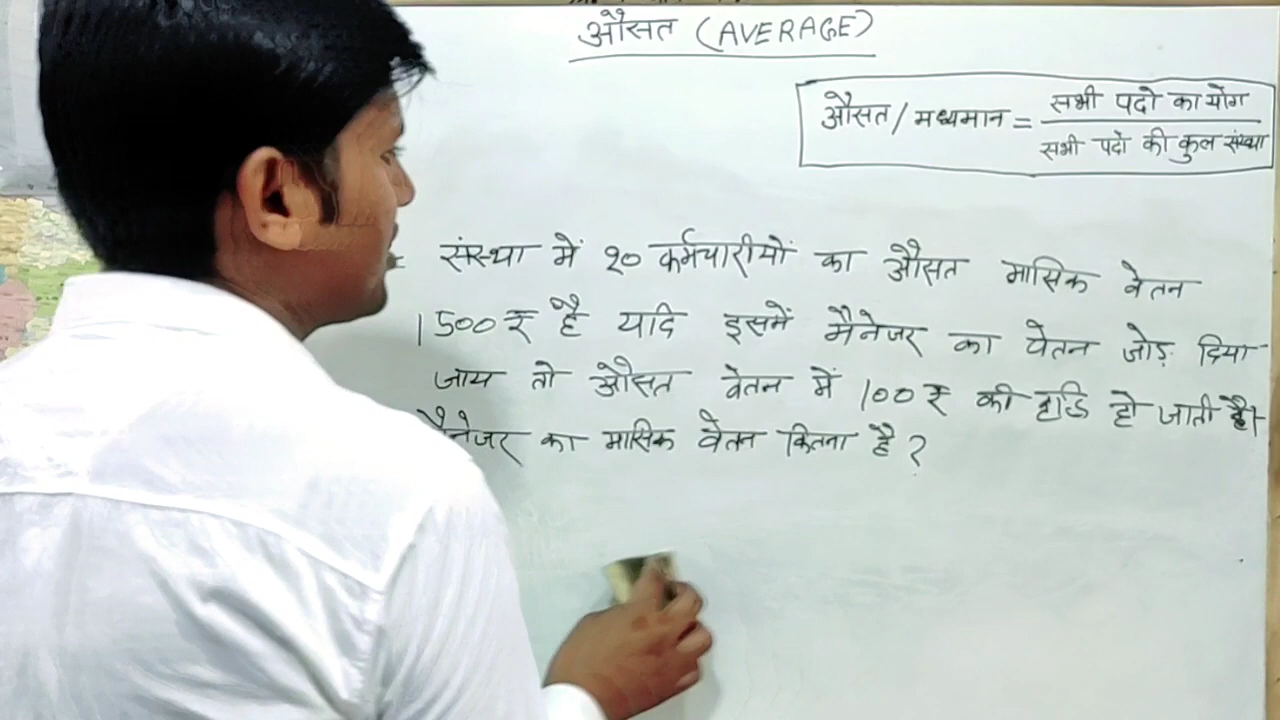 औसत (AVERAGE)
औसत/मध्यमान = सभी पदो का योग
सभी पदो की कुल संख्या
संस्था में २० कर्मचारीयों का औसत मासिक वेतन
1500₹ है यदि इसमें मैनेजर का वेतन जोड़ दिया
जाय तो औसत वेतन में 100₹ की वृद्धि हो जाती है।
मैनेजर का मासिक वेतन कितना है?